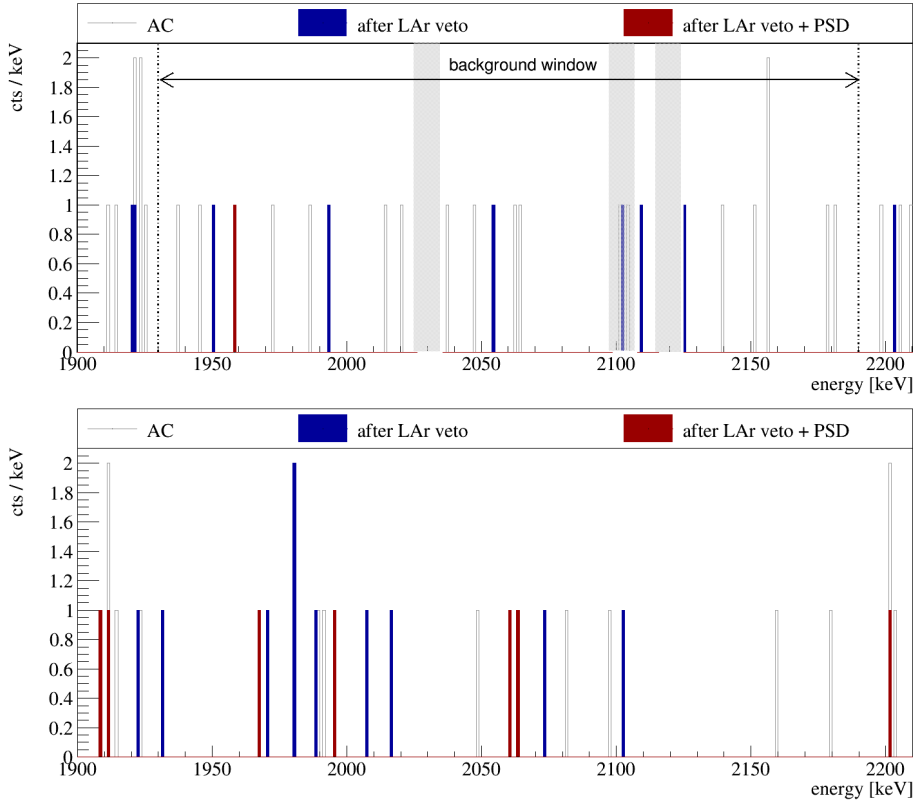 AC after LAr veto after LAr veto + PSD
cts / keV
background window
2
1.8
1.6
1.4
1.2
1
0.8
0.6
0.4
0.2
0
1900 1950 2000 2050 2100 2150 2200
energy [keV]
AC after LAr veto after LAr veto + PSD
cts / keV
2
1.8
1.6
1.4
1.2
1
0.8
0.6
0.4
0.2
0
1900 1950 2000 2050 2100 2150 2200
energy [keV]